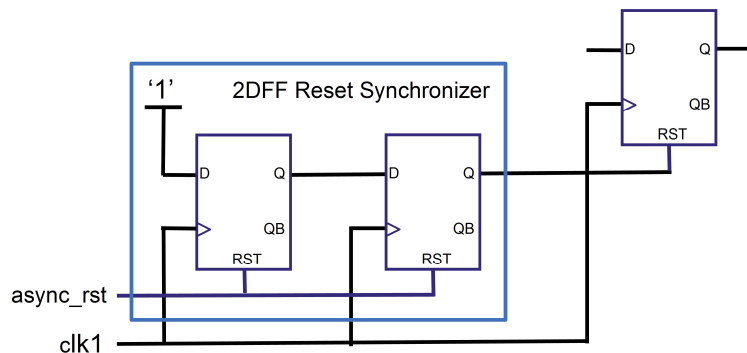 D Q
QB
RST
2DFF Reset Synchronizer
'1'
D Q
QB
RST
D Q
QB
RST
async_rst
clk1